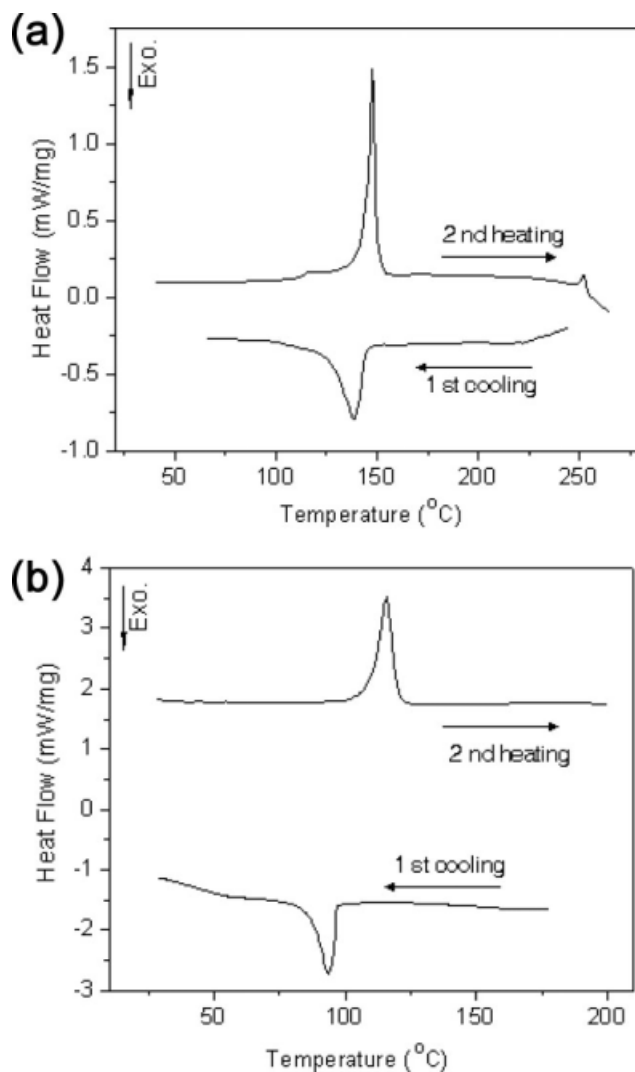 (a)
Exo.
1.5
1.0
0.5
0.0
-0.5
-1.0
Heat Flow (mW/mg)
2 nd heating
1 st cooling
50 100 150 200 250
Temperature (°C)
(b)
Exo.
4
3
2
1
0
-1
-2
-3
Heat Flow (mW/mg)
2 nd heating
1 st cooling
50 100 150 200
Temperature (°C)